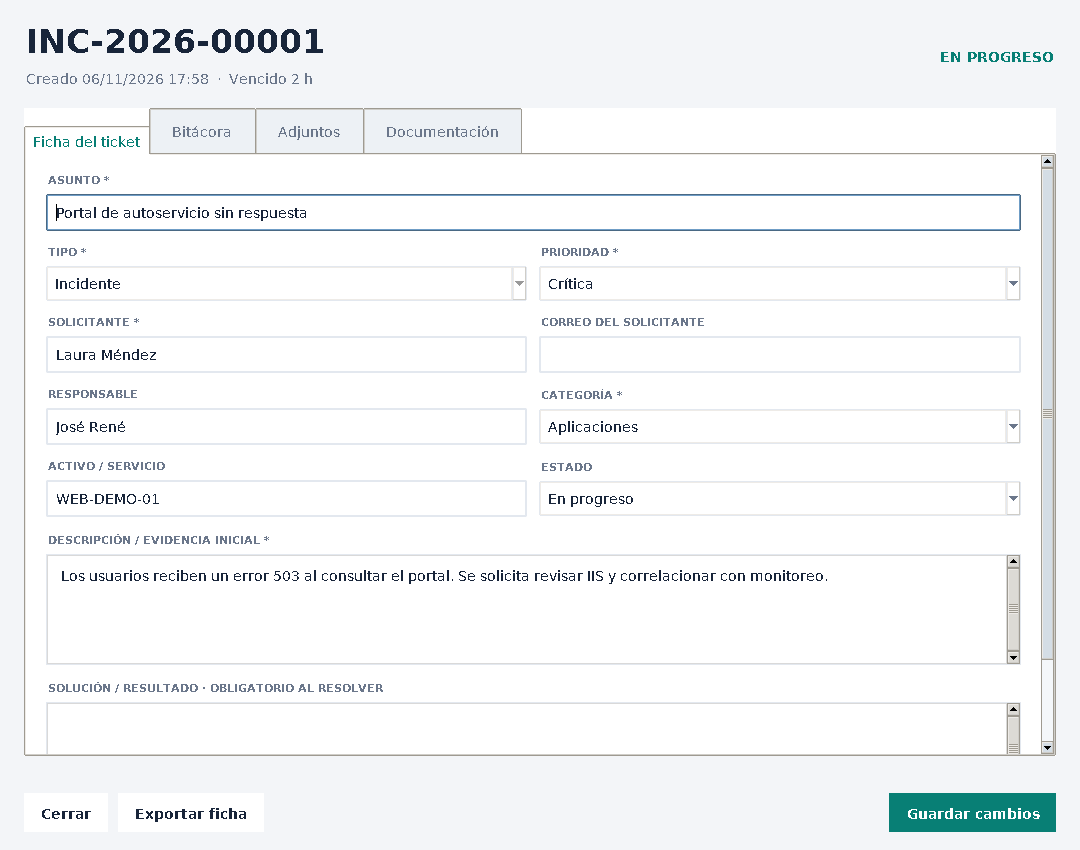 INC-2026-00001
EN PROGRESO
Creado 06/11/2026 17:58 · Vencido 2 h
Ficha del ticket
Bitácora
Adjuntos
Documentación
ASUNTO *
Portal de autoservicio sin respuesta
TIPO *
PRIORIDAD *
Incidente
Crítica
SOLICITANTE *
CORREO DEL SOLICITANTE
Laura Méndez
RESPONSABLE
CATEGORÍA *
José René
Aplicaciones
ACTIVO / SERVICIO
ESTADO
WEB-DEMO-01
En progreso
DESCRIPCIÓN / EVIDENCIA INICIAL *
Los usuarios reciben un error 503 al consultar el portal. Se solicita revisar IIS y correlacionar con monitoreo.
SOLUCIÓN / RESULTADO · OBLIGATORIO AL RESOLVER
Cerrar
Exportar ficha
Guardar cambios